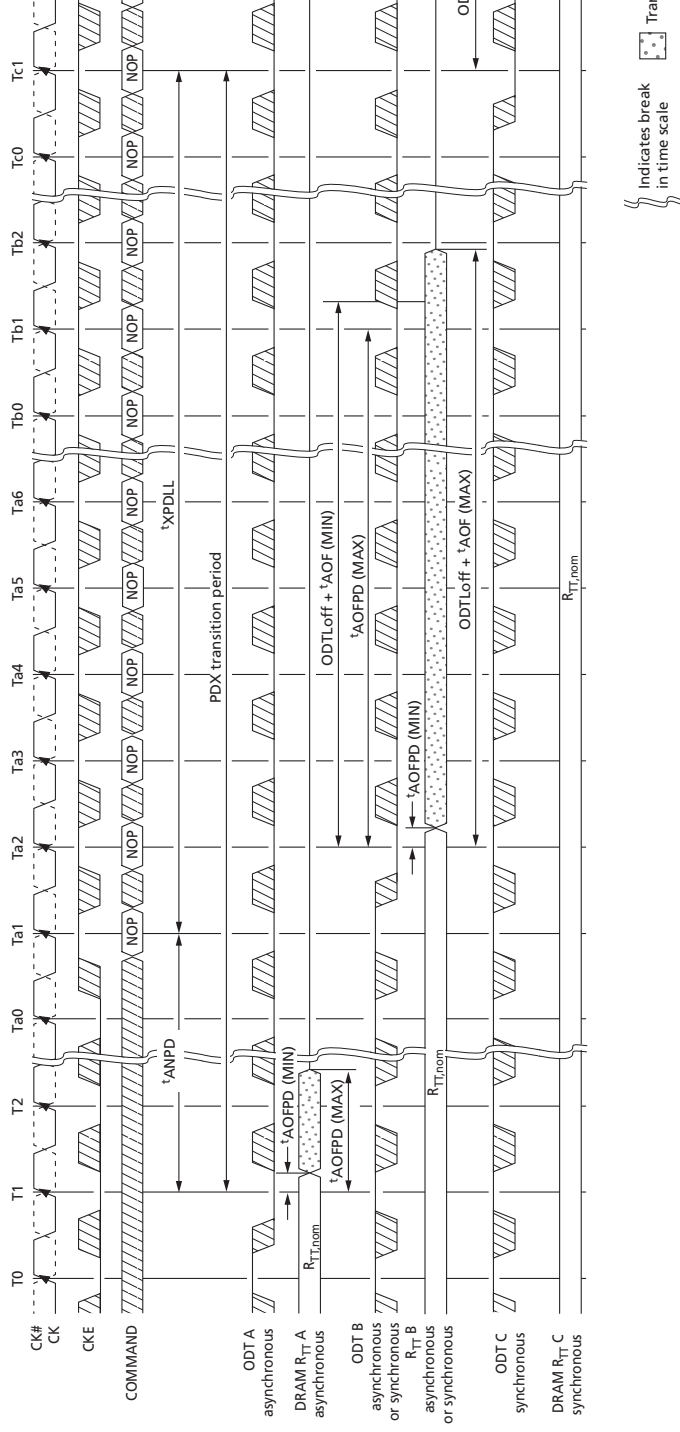 T0 T1 T2 Ta0 Ta1 Ta2 Ta3 Ta4 Ta5 Ta6 Tb0 Tb1 Tb2 Tc0 Tc1
CK#
CK
CKE
COMMAND
NOP NOP NOP NOP NOP NOP NOP NOP NOP NOP NOP
tANPD
tXPDLL
PDX transition period
ODT A
asynchronous
tAOFPD (MIN)
DRAM RTT A
asynchronous
RTT,nom
tAOFPD (MAX)
ODTLoff + tAOF (MIN)
tAOFPD (MAX)
ODT B
asynchronous
or synchronous
tAOFPD (MIN)
RTT B
asynchronous
or synchronous
RTT,nom
ODTLoff + tAOF (MAX)
ODT C
synchronous
DRAM RTT C
synchronous
RTT,nom
Indicates break
in time scale